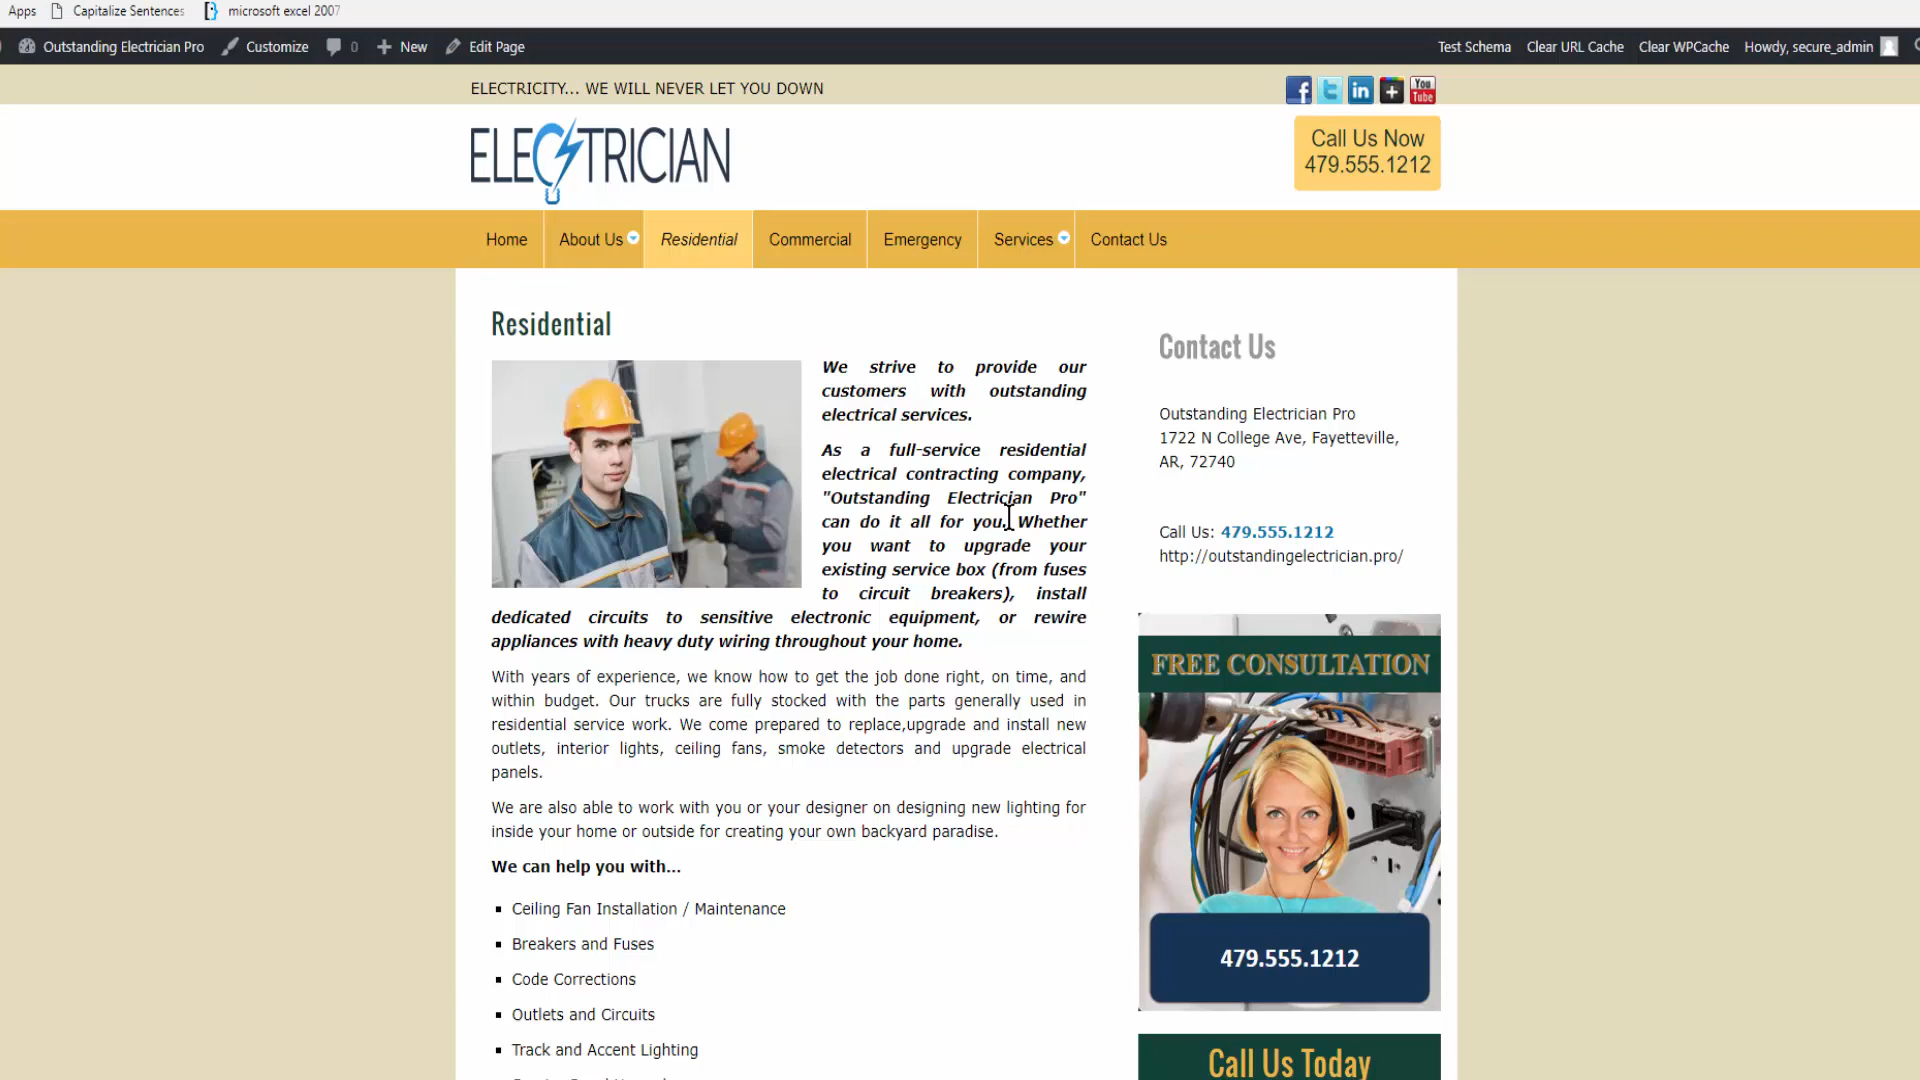 Apps Capitalize Sentences microsoft excel 2007
Outstanding Electrician Pro Customize 0 New Edit Page Test Schema Clear URL Cache Clear WPCache Howdy, secure_admin
ELECTRICITY... WE WILL NEVER LET YOU DOWN
You
Tube
ELECTRICIAN
Call Us Now
479.555.1212
Home About Us Residential Commercial Emergency Services Contact Us
Residential
We strive to provide our
customers with outstanding
electrical services.
As a full-service residential
electrical contracting company,
"Outstanding Electrician Pro"
can do it all for you. Whether
you want to upgrade your
existing service box (from fuses
to circuit breakers), install
dedicated circuits to sensitive electronic equipment, or rewire
appliances with heavy duty wiring throughout your home.
With years of experience, we know how to get the job done right, on time, and
within budget. Our trucks are fully stocked with the parts generally used in
residential service work. We come prepared to replace,upgrade and install new
outlets, interior lights, ceiling fans, smoke detectors and upgrade electrical
panels.
We are also able to work with you or your designer on designing new lighting for
inside your home or outside for creating your own backyard paradise.
We can help you with...
Ceiling Fan Installation / Maintenance
Breakers and Fuses
Code Corrections
Outlets and Circuits
Track and Accent Lighting
Contact Us
Outstanding Electrician Pro
1722 N College Ave, Fayetteville,
AR, 72740
Call Us: 479.555.1212
http://outstandingelectrician.pro/
FREE CONSULTATION
479.555.1212
Call Us Today